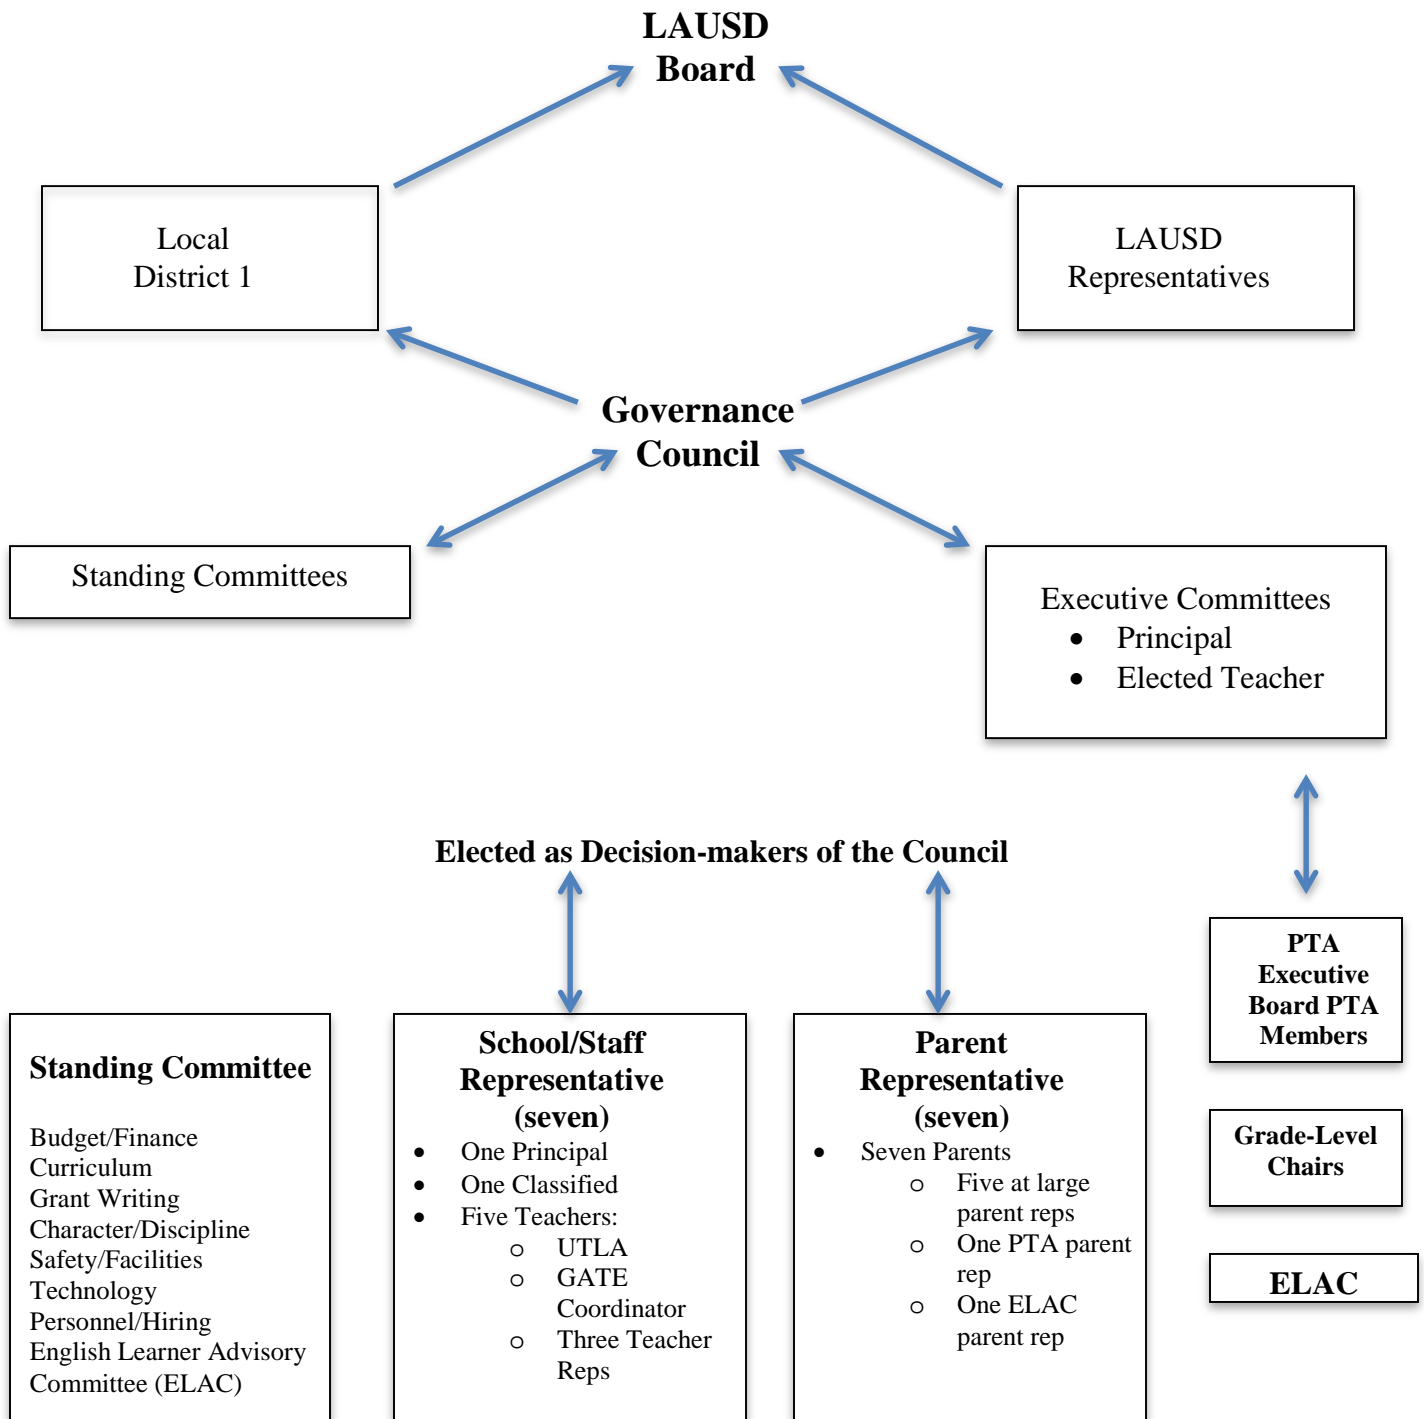 LAUSD
Board
Local
District 1
LAUSD
Representatives
Governance
Council
Standing Committees
Executive Committees
• Principal
• Elected Teacher
Elected as Decision-makers of the Council
PTA
Executive
Board PTA
Members
Grade-Level
Chairs
ELAC
Standing Committee
Budget/Finance
Curriculum
Grant Writing
Character/Discipline
Safety/Facilities
Technology
Personnel/Hiring
English Learner Advisory
Committee (ELAC)
School/Staff
Representative
(seven)
• One Principal
• One Classified
• Five Teachers:
o UTLA
o GATE
Coordinator
o Three Teacher
Reps
Parent
Representative
(seven)
• Seven Parents
o Five at large
parent reps
o One PTA parent
rep
o One ELAC
parent rep